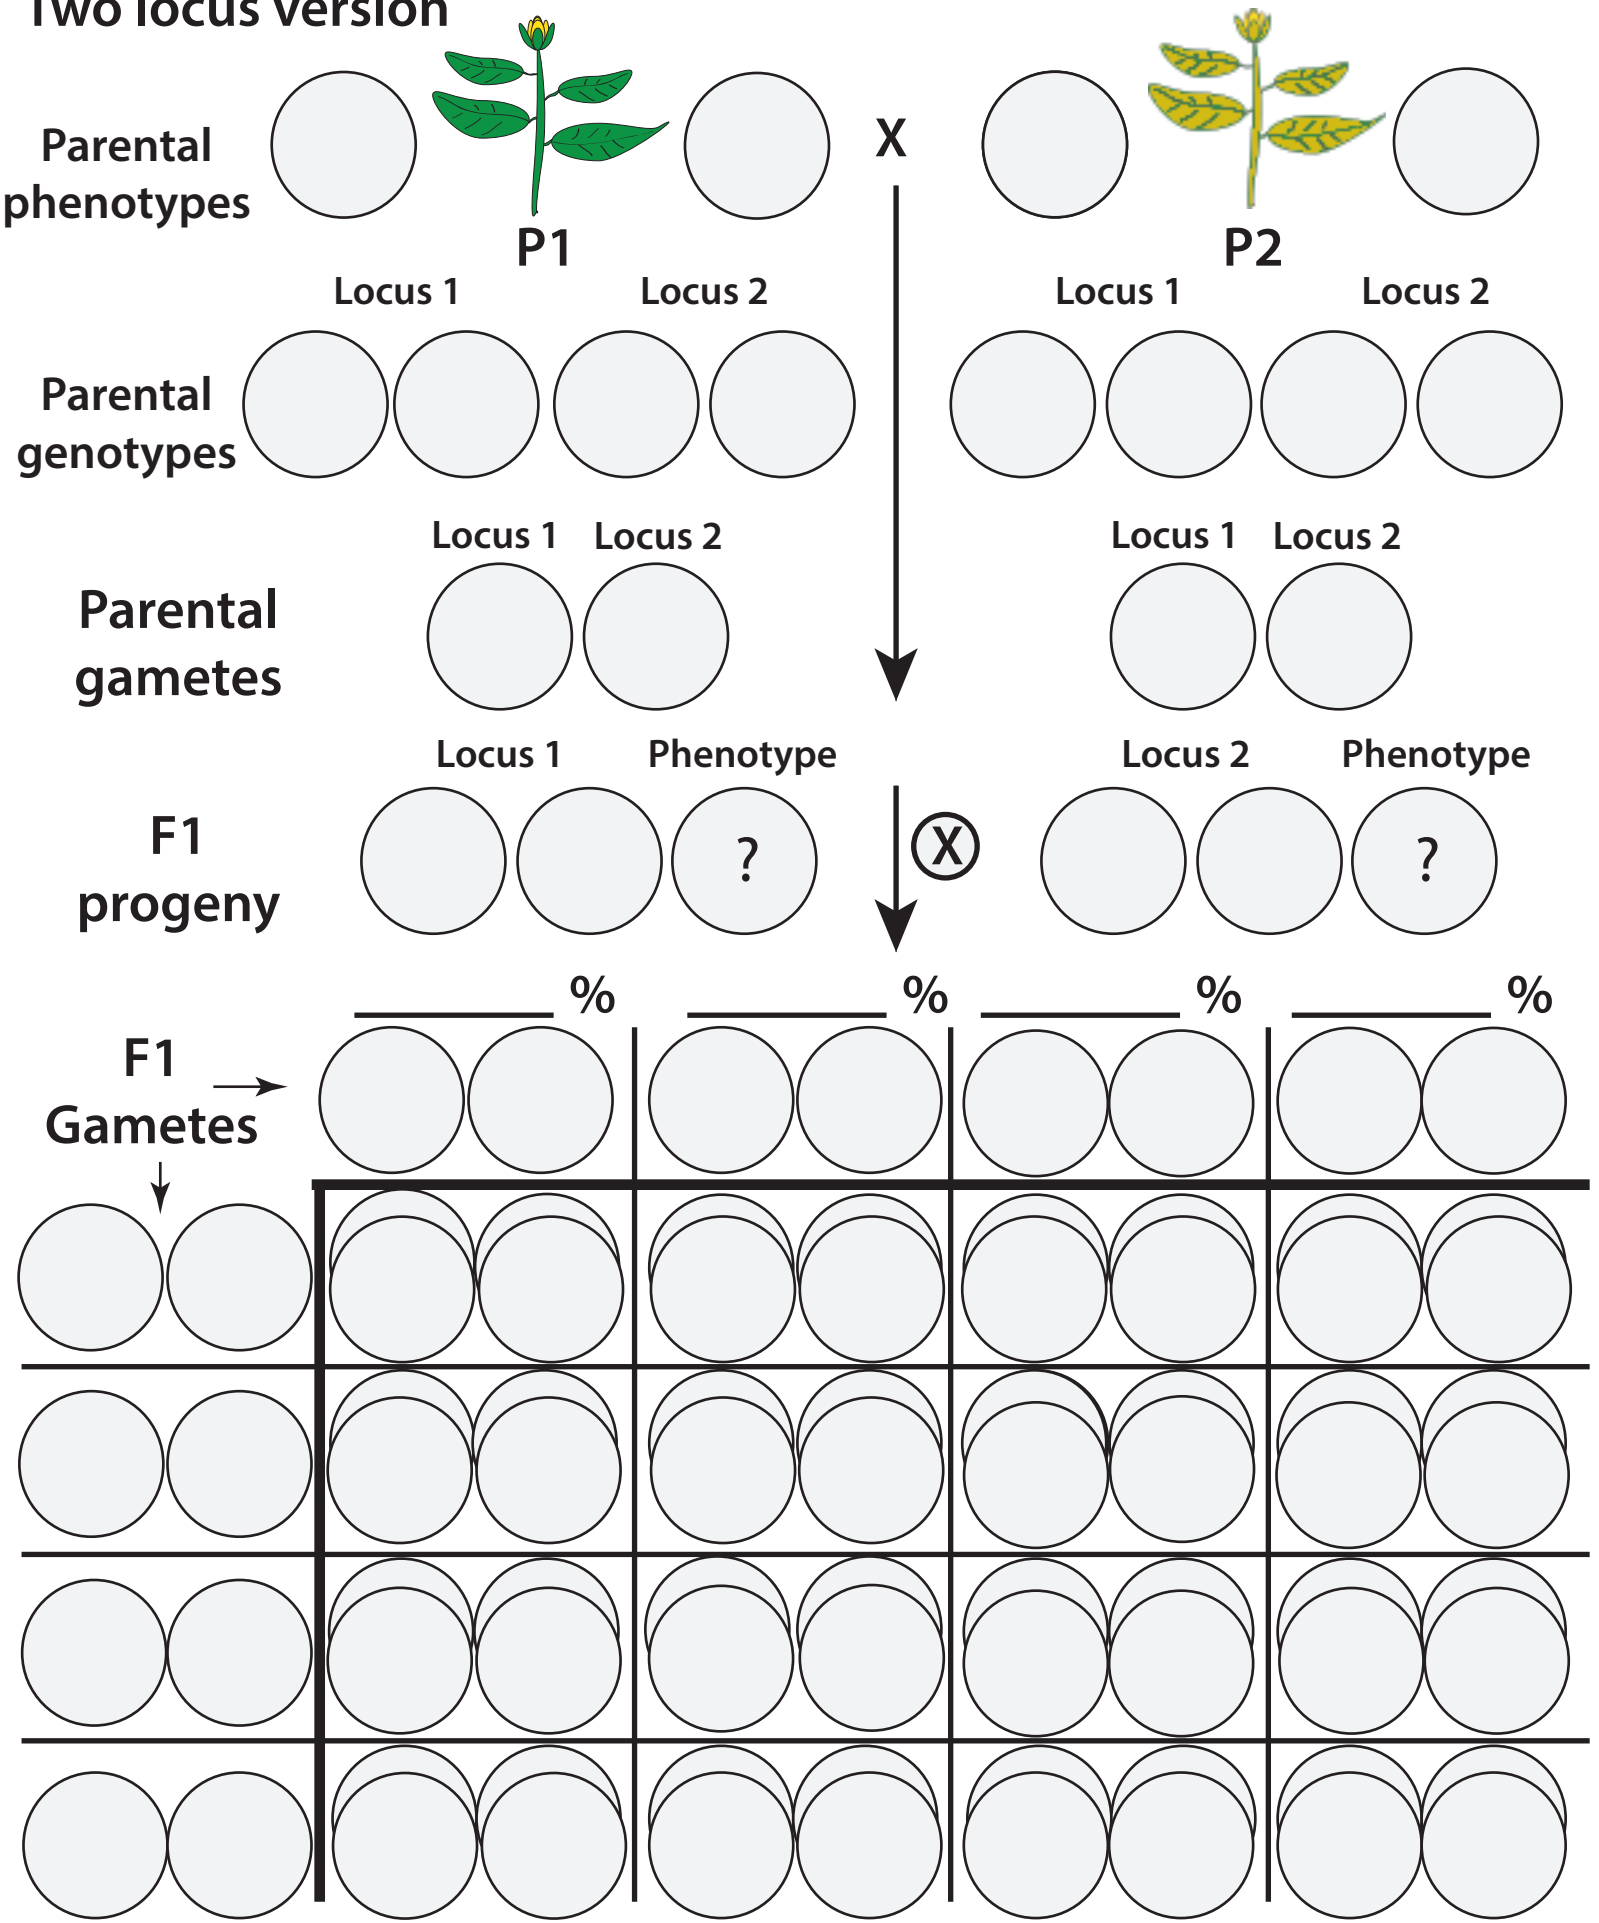 Two locus version
Parental
phenotypes
X
P1
P2
Locus 1 Locus 2 Locus 1 Locus 2
Parental
genotypes
Locus 1 Locus 2 Locus 1 Locus 2
Parental
gametes
Locus 1 Phenotype Locus 2 Phenotype
F1
progeny
? X ?
% % % %
F1
Gametes